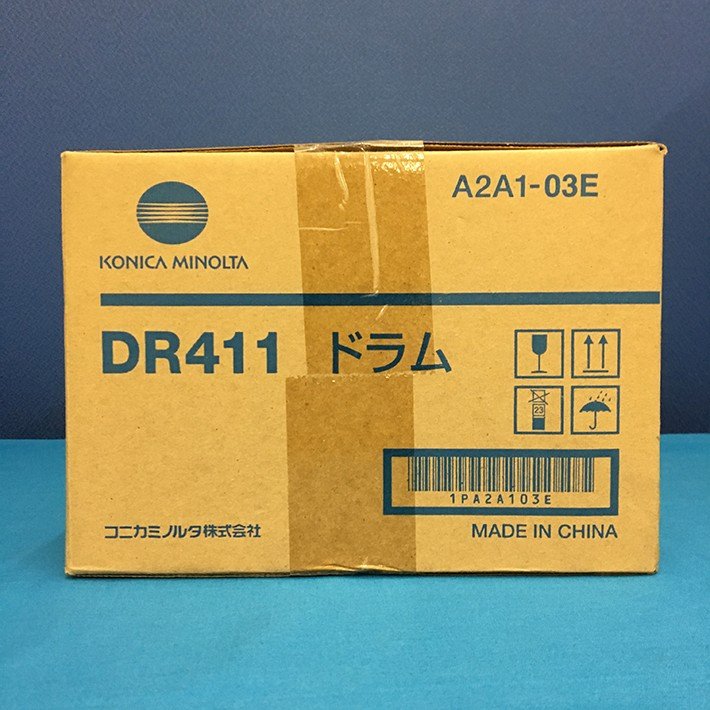 A2A1-03E
KONICA MINOLTA
DR411 ドラム
23
1PA2A103E
コニカミノルタ株式会社
MADE IN CHINA